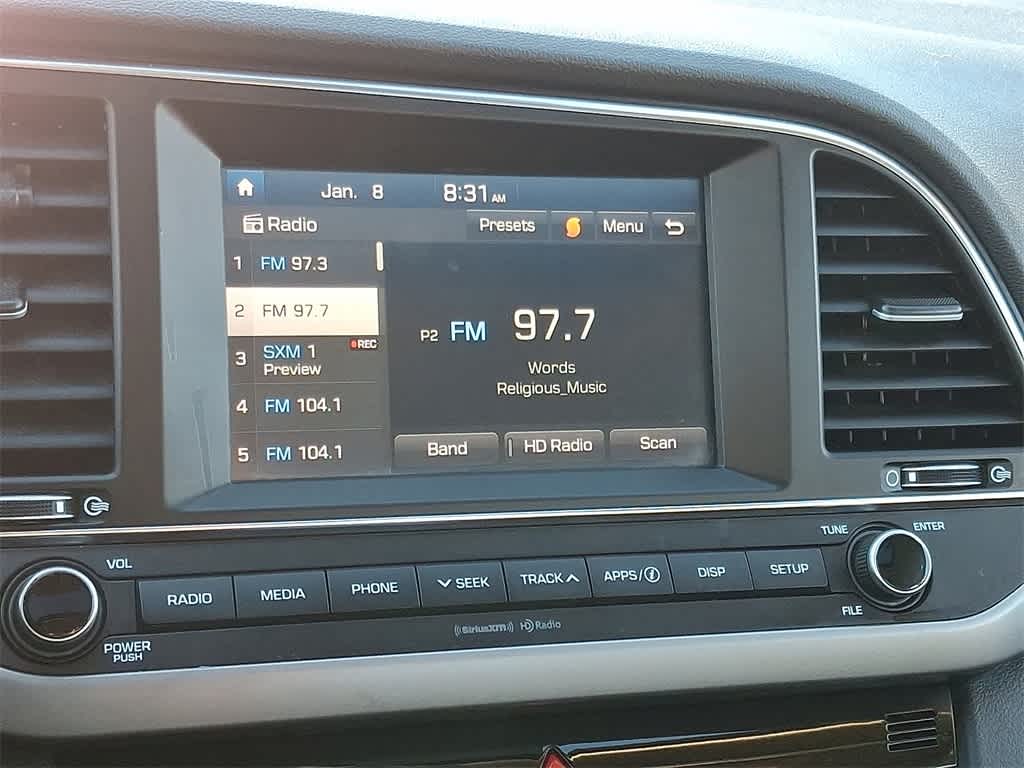 Jan. 8 8:31 AM
Radio Presets Menu
1 FM 97.3
2 FM 97.7
3 SXM 1 REC
Preview
4 FM 104.1
5 FM 104.1
P2 FM 97.7
Words
Religious_Music
Band HD Radio Scan
VOL
RADIO MEDIA PHONE SEEK TRACK APPS/i DISP SETUP
POWER
PUSH
SiriusXM HD Radio
TUNE ENTER
FILE